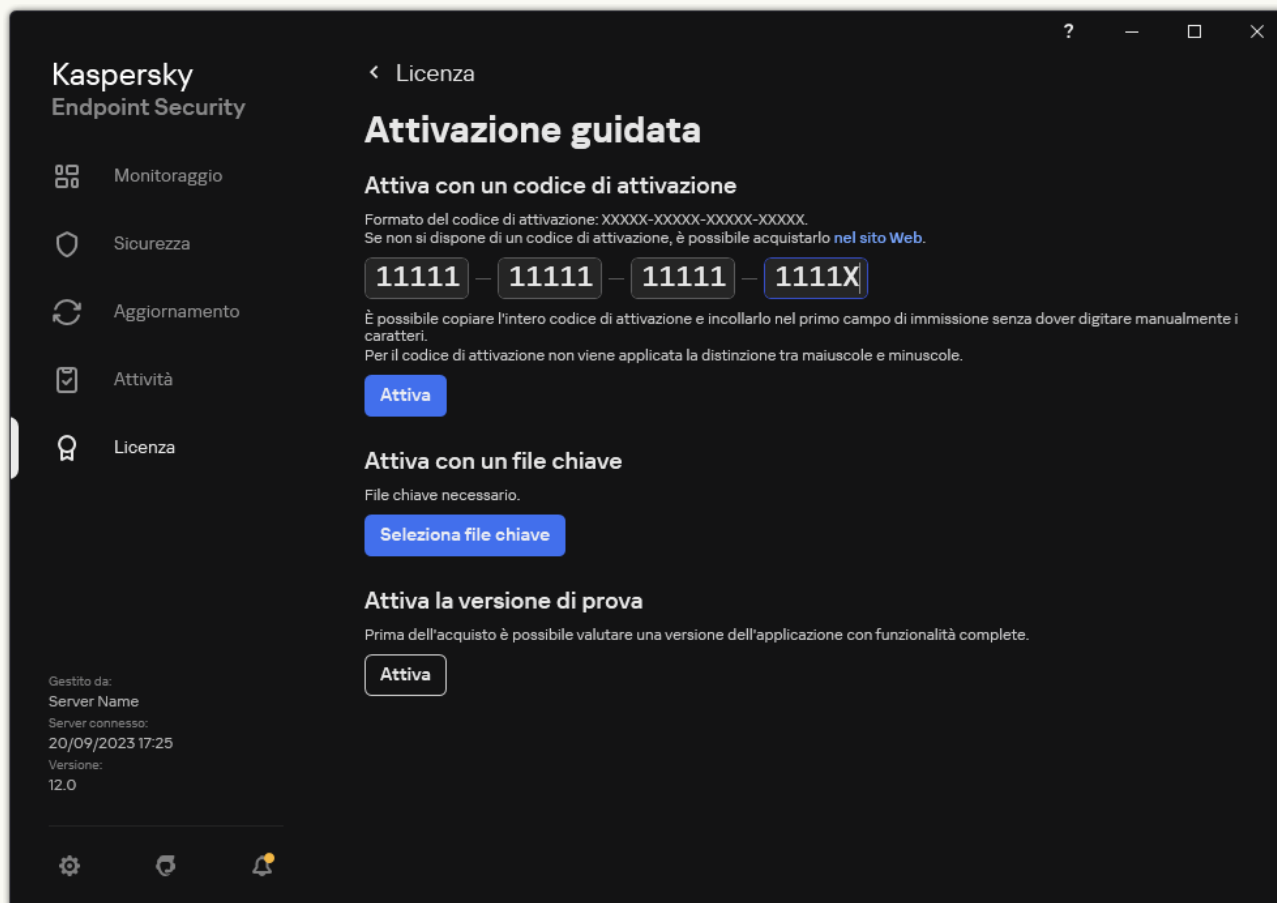 ?
Kaspersky
Endpoint Security
Monitoraggio
Sicurezza
Aggiornamento
Attività
Licenza
Gestito da:
Server Name
Server connesso:
20/09/2023 17:25
Versione:
12.0
Licenza
Attivazione guidata
Attiva con un codice di attivazione
Formato del codice di attivazione: XXXXX-XXXXX-XXXXX-XXXXX.
Se non si dispone di un codice di attivazione, è possibile acquistarlo nel sito Web.
11111 — 11111 — 11111 — 1111X
È possibile copiare l'intero codice di attivazione e incollarlo nel primo campo di immissione senza dover digitare manualmente i
caratteri.
Per il codice di attivazione non viene applicata la distinzione tra maiuscole e minuscole.
Attiva
Attiva con un file chiave
File chiave necessario.
Seleziona file chiave
Attiva la versione di prova
Prima dell'acquisto è possibile valutare una versione dell'applicazione con funzionalità complete.
Attiva